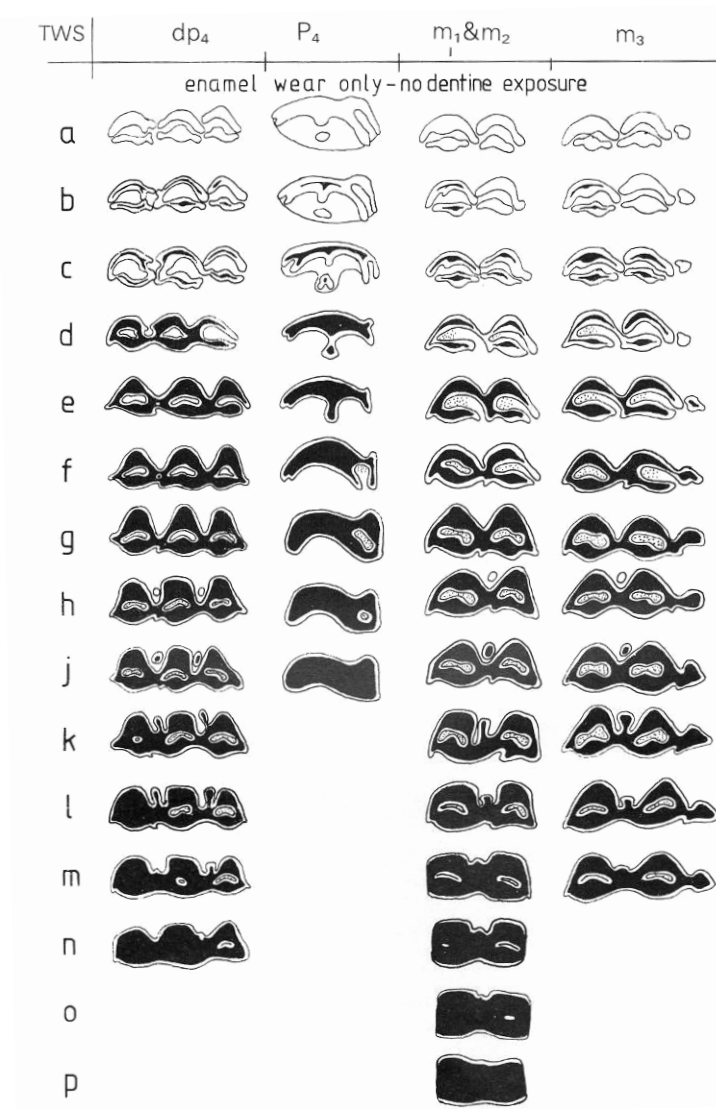 TWS dp₄ P₄ m₁&m₂ m₃
enamel wear only – no dentine exposure
a
b
c
d
e
f
g
h
j
k
l
m
n
o
p